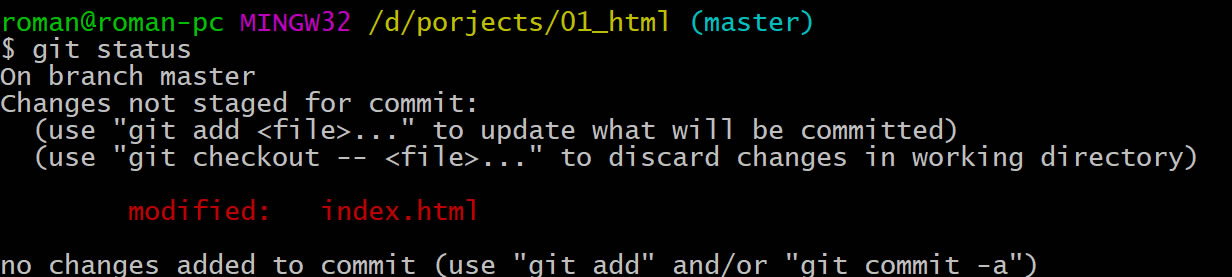 roman@roman-pc MINGW32 /d/porjects/01_html (master)
$ git status
On branch master
Changes not staged for commit:
  (use "git add <file>..." to update what will be committed)
  (use "git checkout -- <file>..." to discard changes in working directory)
        modified:   index.html
no changes added to commit (use "git add" and/or "git commit -a")